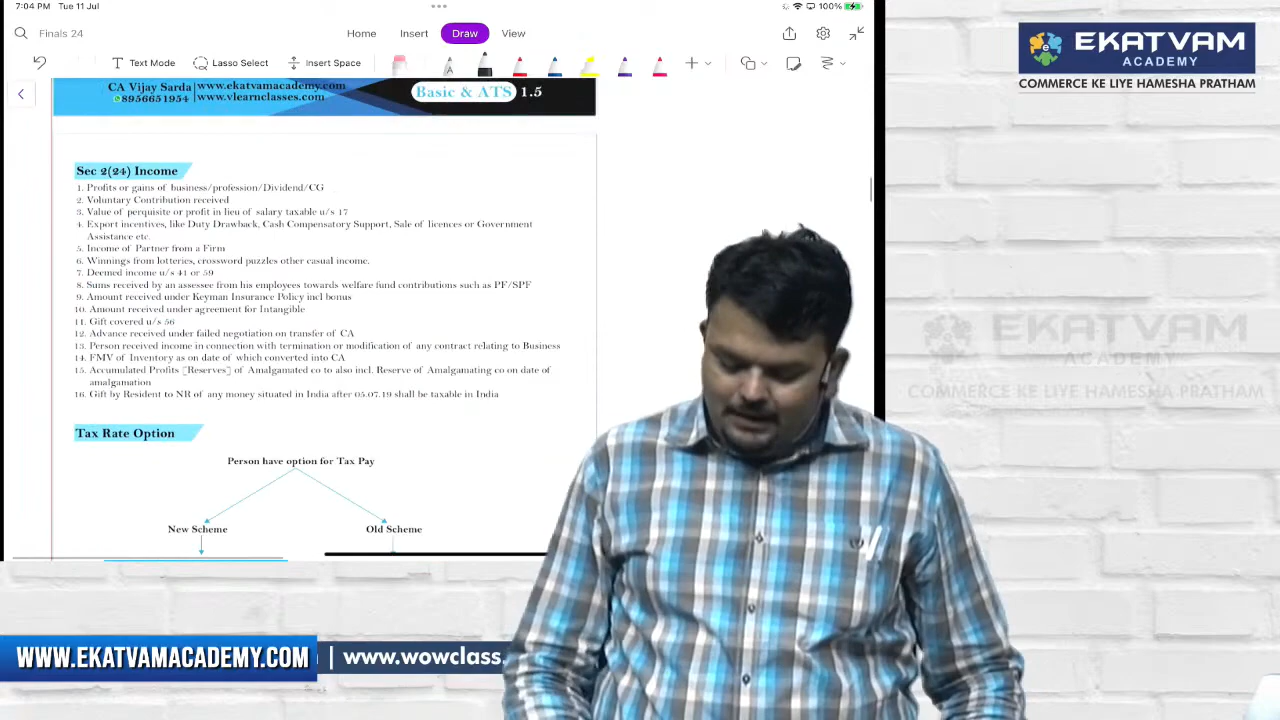 7:04 PM Tue 11 Jul
100%
Finals 24
Home Insert Draw View
Text Mode Lasso Select Insert Space
CA Vijay Sarda | www.ekatvamacademy.com
8956651954 | www.vlearnclasses.com
Basic & ATS 1.5
Sec 2(24) Income
1. Profits or gains of business/profession/Dividend/CG
2. Voluntary Contribution received
3. Value of perquisite or profit in lieu of salary taxable u/s 17
4. Export incentives, like Duty Drawback, Cash Compensatory Support, Sale of licences or Government
Assistance etc.
5. Income of Partner from a Firm
6. Winnings from lotteries, crossword puzzles other casual income.
7. Deemed income u/s 41 or 59
8. Sums received by an assessee from his employees towards welfare fund contributions such as PF/SPF
9. Amount received under Keyman Insurance Policy incl bonus
10. Amount received under agreement for Intangible
11. Gift covered u/s 56
12. Advance received under failed negotiation on transfer of CA
13. Person received income in connection with termination or modification of any contract relating to Business
14. FMV of Inventory as on date of which converted into CA
15. Accumulated Profits [Reserves] of Amalgamated co to also incl. Reserve of Amalgamating co on date of
amalgamation
16. Gift by Resident to NR of any money situated in India after 05.07.19 shall be taxable in India
Tax Rate Option
Person have option for Tax Pay
New Scheme Old Scheme
EKATVAM
ACADEMY
COMMERCE KE LIYE HAMESHA PRATHAM
EKATVAM
ACADEMY
COMMERCE KE LIYE HAMESHA PRATHAM
WWW.EKATVAMACADEMY.COM | www.wowclass.